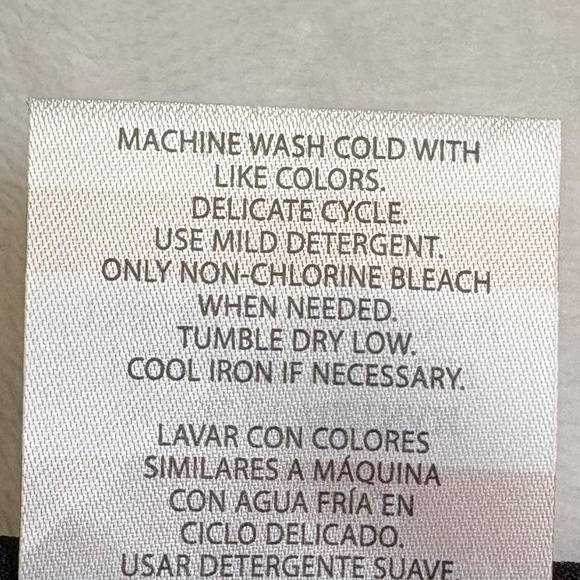 MACHINE WASH COLD WITH
LIKE COLORS.
DELICATE CYCLE.
USE MILD DETERGENT.
ONLY NON-CHLORINE BLEACH
WHEN NEEDED.
TUMBLE DRY LOW.
COOL IRON IF NECESSARY.
LAVAR CON COLORES
SIMILARES A MÁQUINA
CON AGUA FRÍA EN
CICLO DELICADO.
USAR DETERGENTE SUAVE